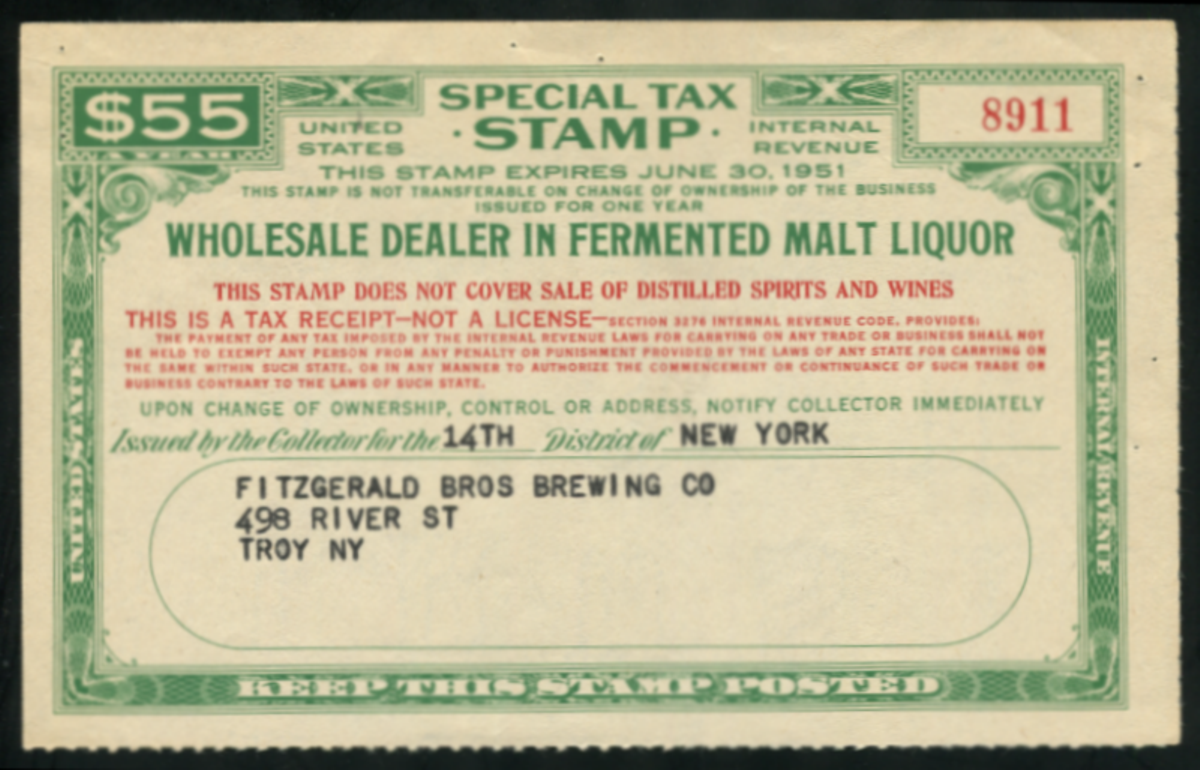 $55
A YEAR
UNITED STATES
SPECIAL TAX
· STAMP ·
INTERNAL REVENUE
8911
THIS STAMP EXPIRES JUNE 30, 1951
THIS STAMP IS NOT TRANSFERABLE ON CHANGE OF OWNERSHIP OF THE BUSINESS
ISSUED FOR ONE YEAR
WHOLESALE DEALER IN FERMENTED MALT LIQUOR
THIS STAMP DOES NOT COVER SALE OF DISTILLED SPIRITS AND WINES
THIS IS A TAX RECEIPT—NOT A LICENSE—SECTION 3276 INTERNAL REVENUE CODE, PROVIDES:
THE PAYMENT OF ANY TAX IMPOSED BY THE INTERNAL REVENUE LAWS FOR CARRYING ON ANY TRADE OR BUSINESS SHALL NOT
BE HELD TO EXEMPT ANY PERSON FROM ANY PENALTY OR PUNISHMENT PROVIDED BY THE LAWS OF ANY STATE FOR CARRYING ON
THE SAME WITHIN SUCH STATE, OR IN ANY MANNER TO AUTHORIZE THE COMMENCEMENT OR CONTINUANCE OF SUCH TRADE OR
BUSINESS CONTRARY TO THE LAWS OF SUCH STATE.
UPON CHANGE OF OWNERSHIP, CONTROL OR ADDRESS, NOTIFY COLLECTOR IMMEDIATELY
Issued by the Collector for the 14TH District of NEW YORK
FITZGERALD BROS BREWING CO
498 RIVER ST
TROY NY
UNITED STATES
INTERNAL REVENUE
KEEP THIS STAMP POSTED